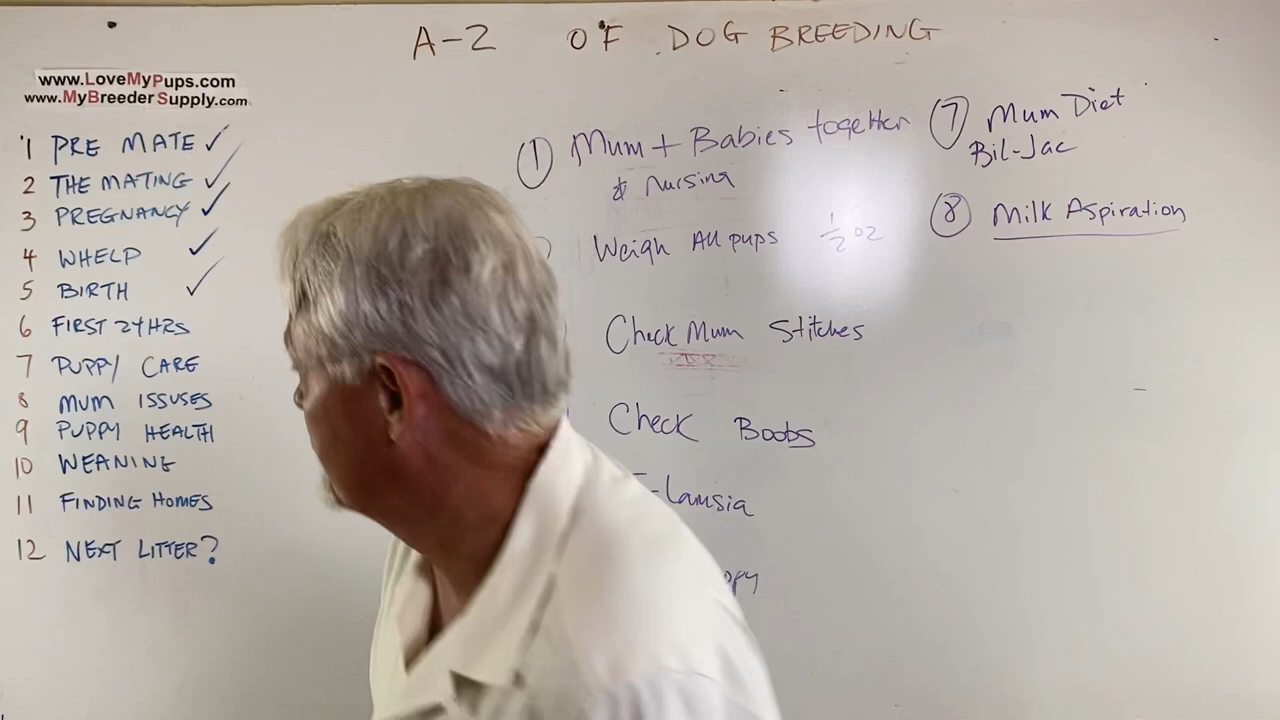 A-Z OF DOG BREEDING
www.LoveMyPups.com
www.MyBreederSupply.com
1 PRE MATE ✓
2 THE MATING ✓
3 PREGNANCY ✓
4 WHELP ✓
5 BIRTH ✓
6 FIRST 24HRS
7 PUPPY CARE
8 MUM ISSUSES
9 PUPPY HEALTH
10 WEANING
11 FINDING HOMES
12 NEXT LITTER?
① Mum + Babies together
& Nursing
Weigh All pups ½ oz
Check Mum Stitches
Check Boobs
lamsia
⑦ Mum Diet
Bil-Jac
⑧ Milk Aspiration